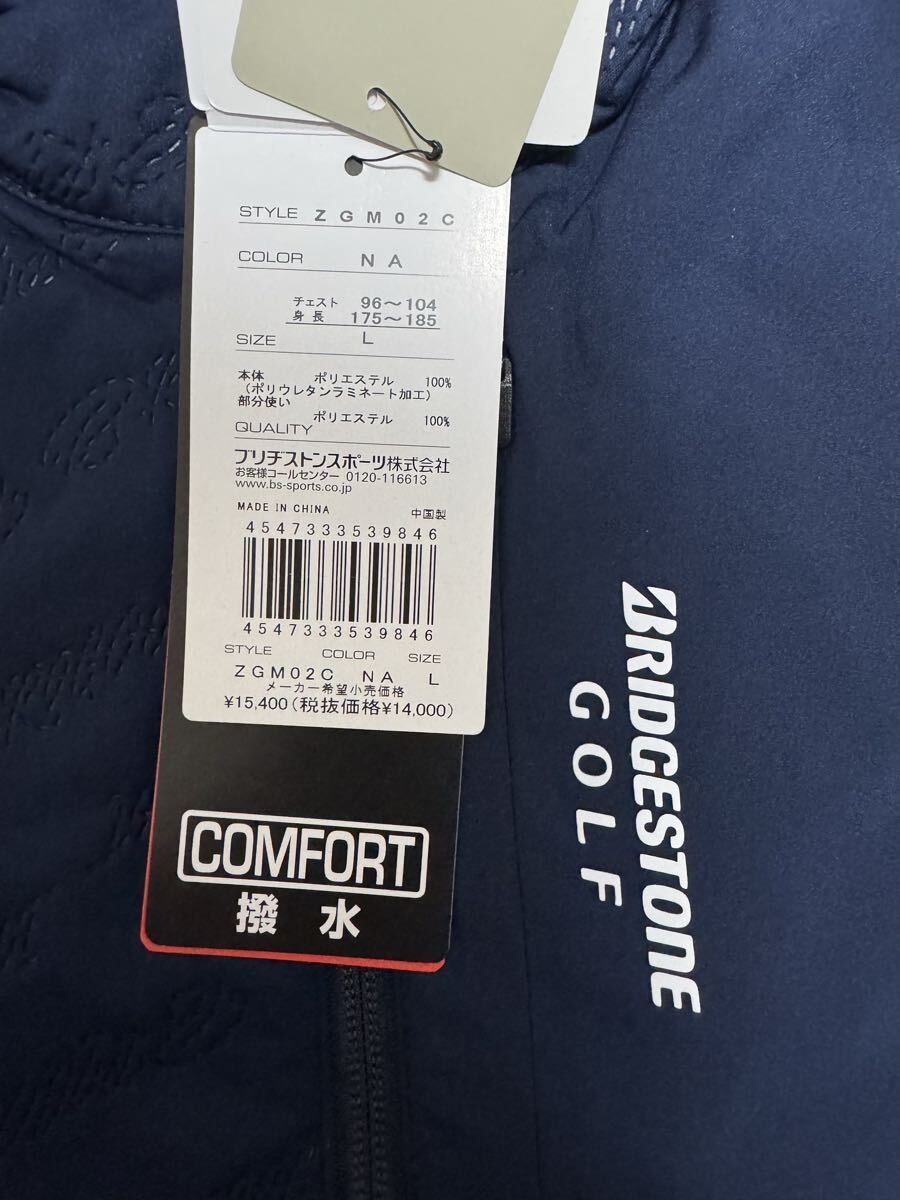 STYLE ZGM02C
COLOR NA
チェスト 96〜104
身長 175〜185
SIZE L
本体 ポリエステル 100%
(ポリウレタンラミネート加工)
部分使い
ポリエステル 100%
QUALITY
ブリヂストンスポーツ株式会社
お客様コールセンター 0120-116613
www.bs-sports.co.jp
MADE IN CHINA 中国製
4547333539846
4547333539846
STYLE COLOR SIZE
ZGM02C NA L
メーカー希望小売価格
¥15,400(税抜価格¥14,000)
COMFORT
撥水
BRIDGESTONE
GOLF